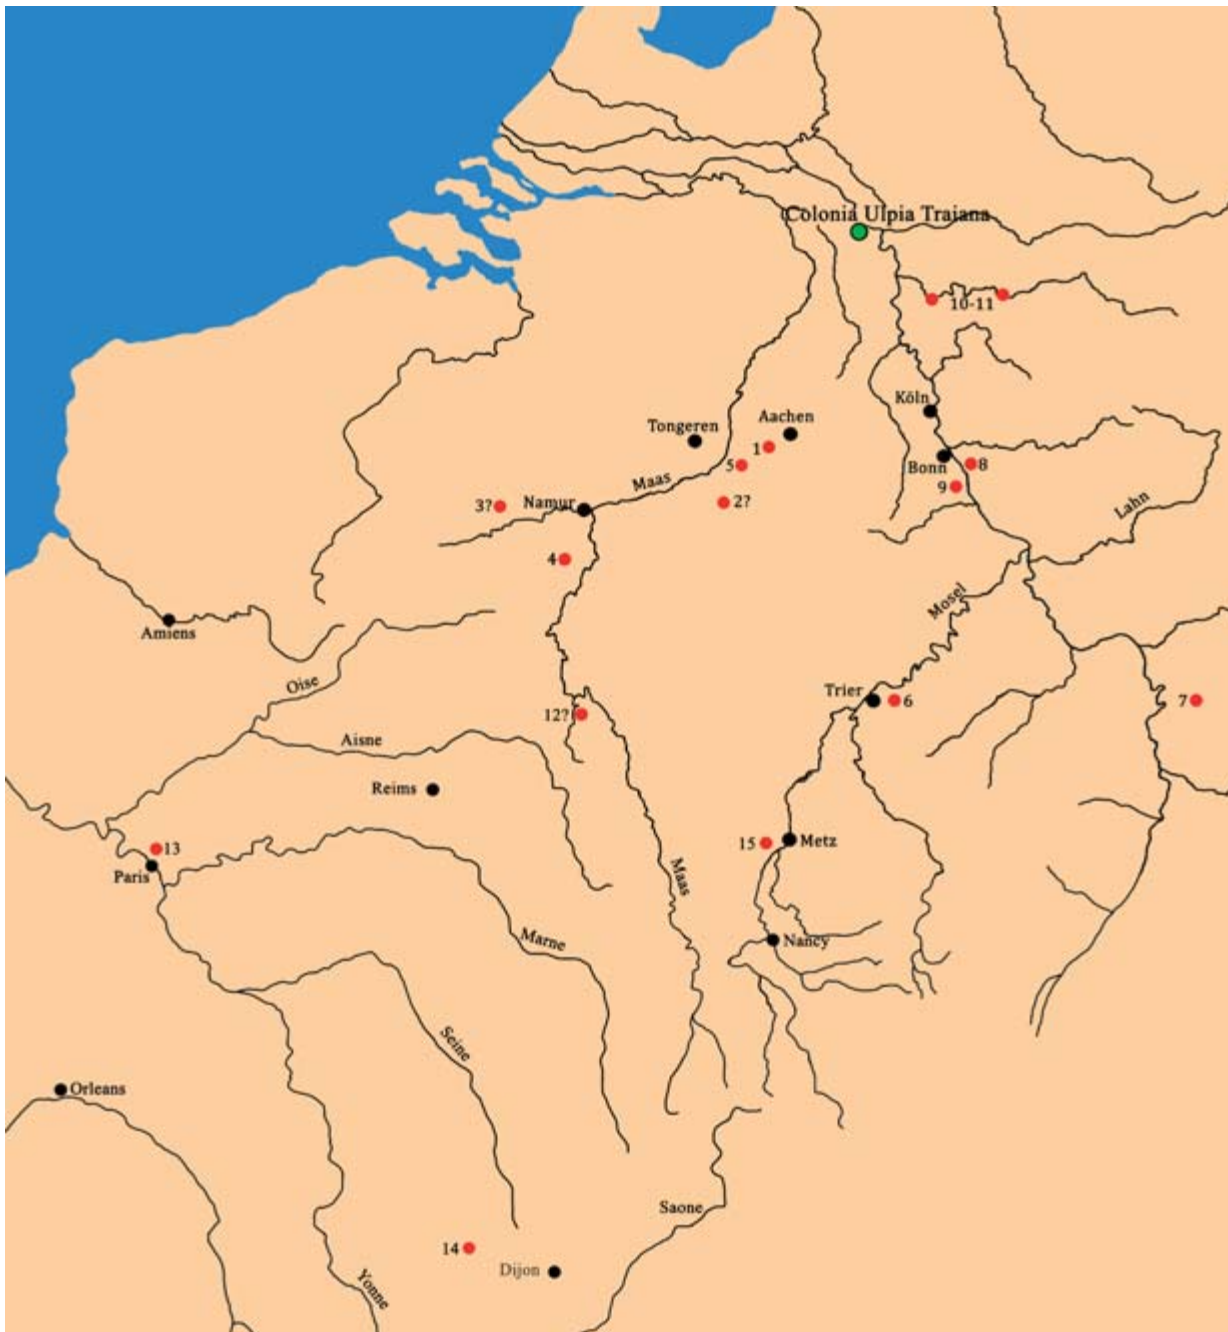 Colonia Ulpia Traiana
10-11
Köln
Aachen
Tongeren
1
5
Bonn
8
Maas
9
2?
3?
Namur
Lahn
4
Mosel
Amiens
Oise
Trier
6
7
12?
Aisne
Reims
13
15
Metz
Paris
Maas
Marne
Nancy
Seine
Orleans
Saone
14
Dijon
Yonne